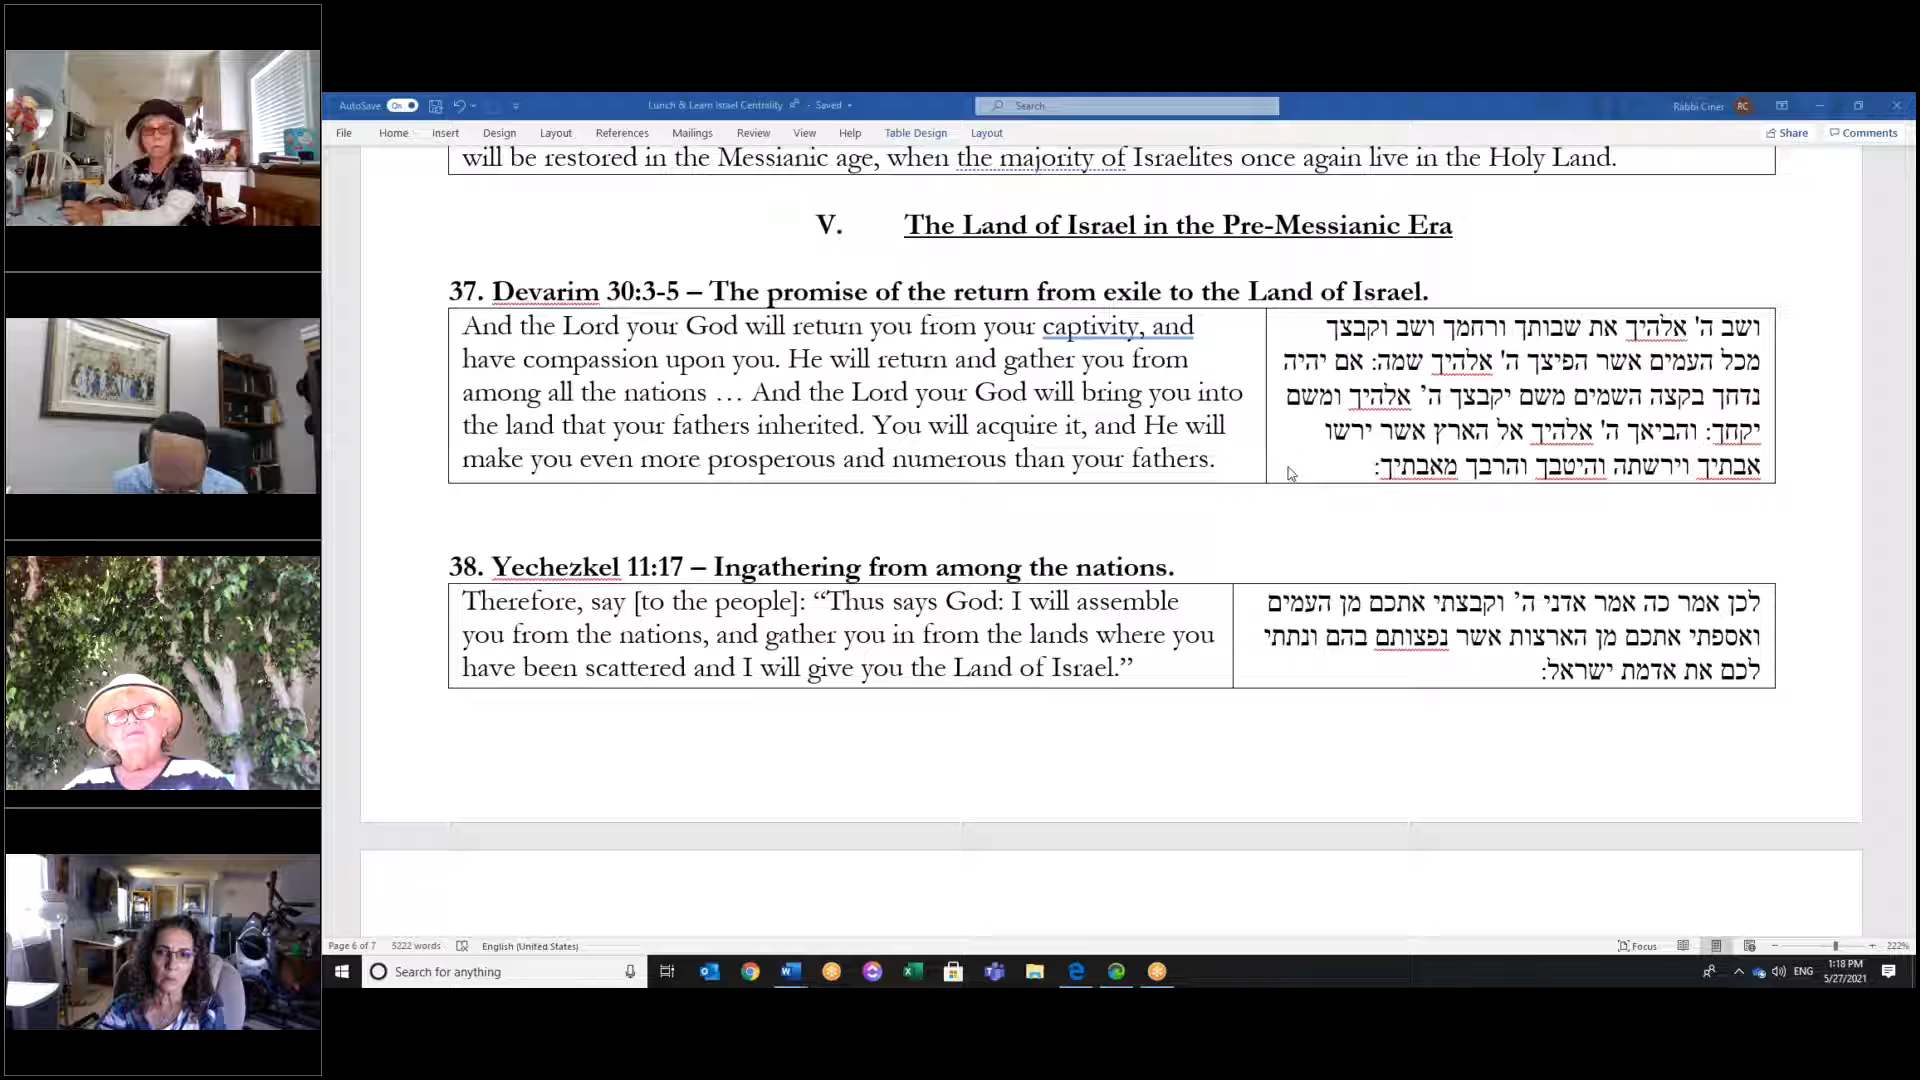 AutoSave On Lunch & Learn Israel Centrality - Saved Search Rabbi Ciner RC
File Home Insert Design Layout References Mailings Review View Help Table Design Layout Share Comments
will be restored in the Messianic age, when the majority of Israelites once again live in the Holy Land.
V. The Land of Israel in the Pre-Messianic Era
37. Devarim 30:3-5 – The promise of the return from exile to the Land of Israel.
And the Lord your God will return you from your captivity, and
have compassion upon you. He will return and gather you from
among all the nations … And the Lord your God will bring you into
the land that your fathers inherited. You will acquire it, and He will
make you even more prosperous and numerous than your fathers.
ושב ה' אלהיך את שבותך ורחמך ושב וקבצך
מכל העמים אשר הפיצך ה' אלהיך שמה: אם יהיה
נדחך בקצה השמים משם יקבצך ה’ אלהיך ומשם
יקחך: והביאך ה' אלהיך אל הארץ אשר ירשו
אבתיך וירשתה והיטבך והרבך מאבתיך:
38. Yechezkel 11:17 – Ingathering from among the nations.
Therefore, say [to the people]: “Thus says God: I will assemble
you from the nations, and gather you in from the lands where you
have been scattered and I will give you the Land of Israel.”
לכן אמר כה אמר אדני ה’ וקבצתי אתכם מן העמים
ואספתי אתכם מן הארצות אשר נפצותם בהם ונתתי
לכם את אדמת ישראל:
Page 6 of 7 5222 words English (United States) Focus 222%
Search for anything ENG 1:18 PM
5/27/2021